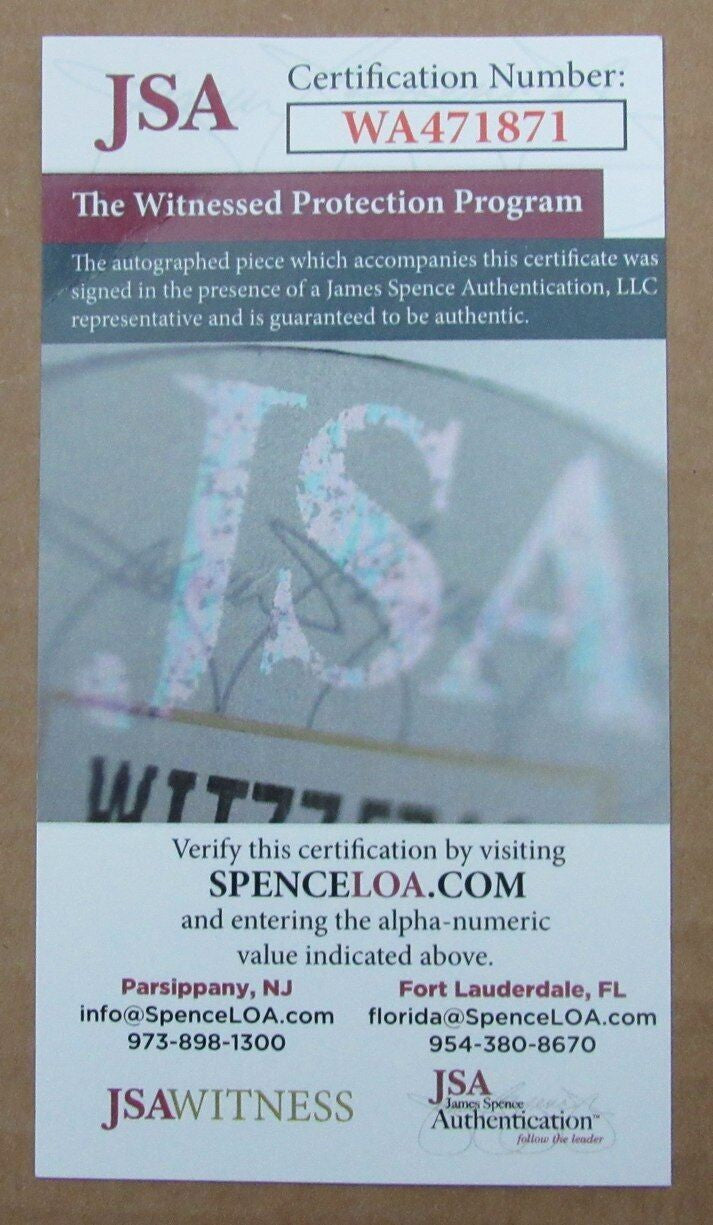 JSA
Certification Number:
WA471871
The Witnessed Protection Program
The autographed piece which accompanies this certificate was
signed in the presence of a James Spence Authentication, LLC
representative and is guaranteed to be authentic.
JSA
Verify this certification by visiting
SPENCELOA.COM
and entering the alpha-numeric
value indicated above.
Parsippany, NJ
info@SpenceLOA.com
973-898-1300
Fort Lauderdale, FL
florida@SpenceLOA.com
954-380-8670
JSAWITNESS
JSA
James Spence
Authentication™
follow the leader